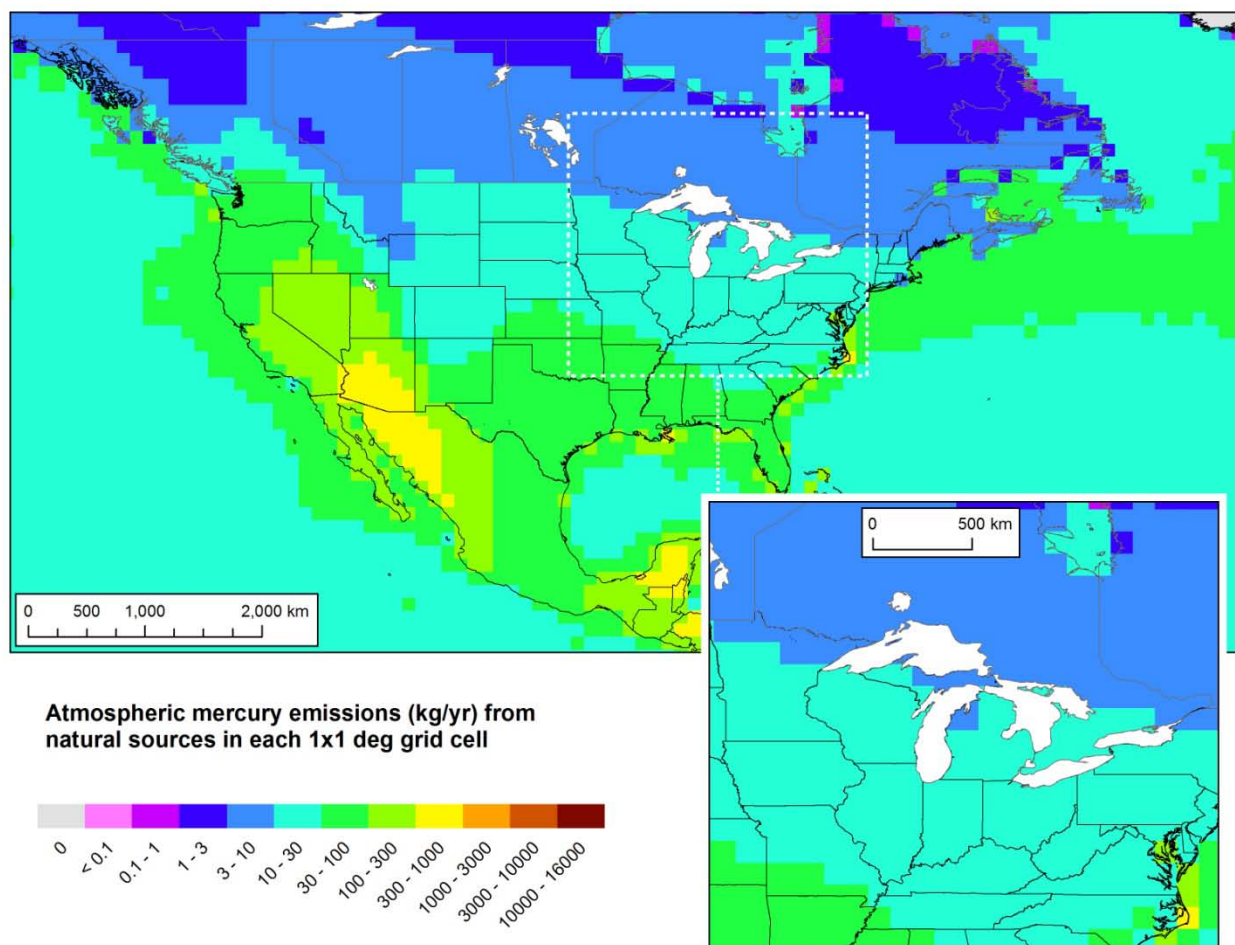 0 500 km
0 500 1,000 2,000 km
Atmospheric mercury emissions (kg/yr) from
natural sources in each 1x1 deg grid cell
0
< 0.1
0.1 - 1
1 - 3
3 - 10
10 - 30
30 - 100
100 - 300
300 - 1000
1000 - 3000
3000 - 10000
10000 - 16000